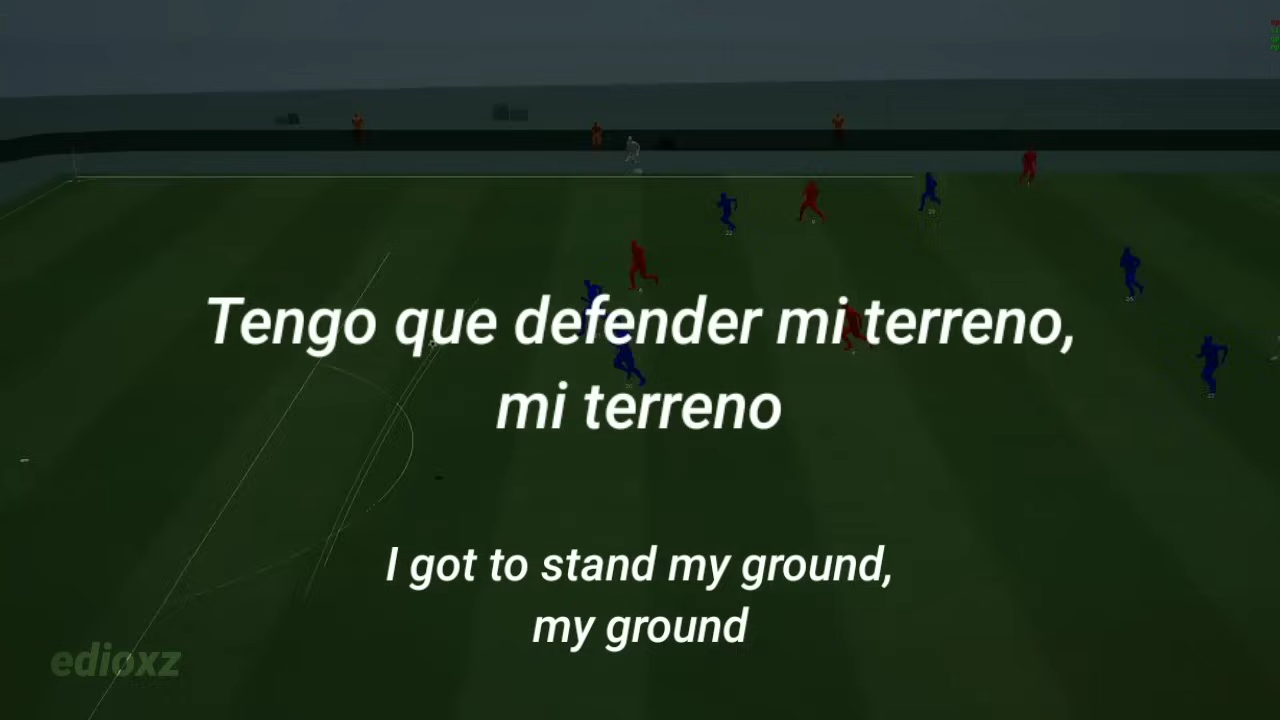 Tengo que defender mi terreno,
mi terreno
I got to stand my ground,
my ground
edioxz